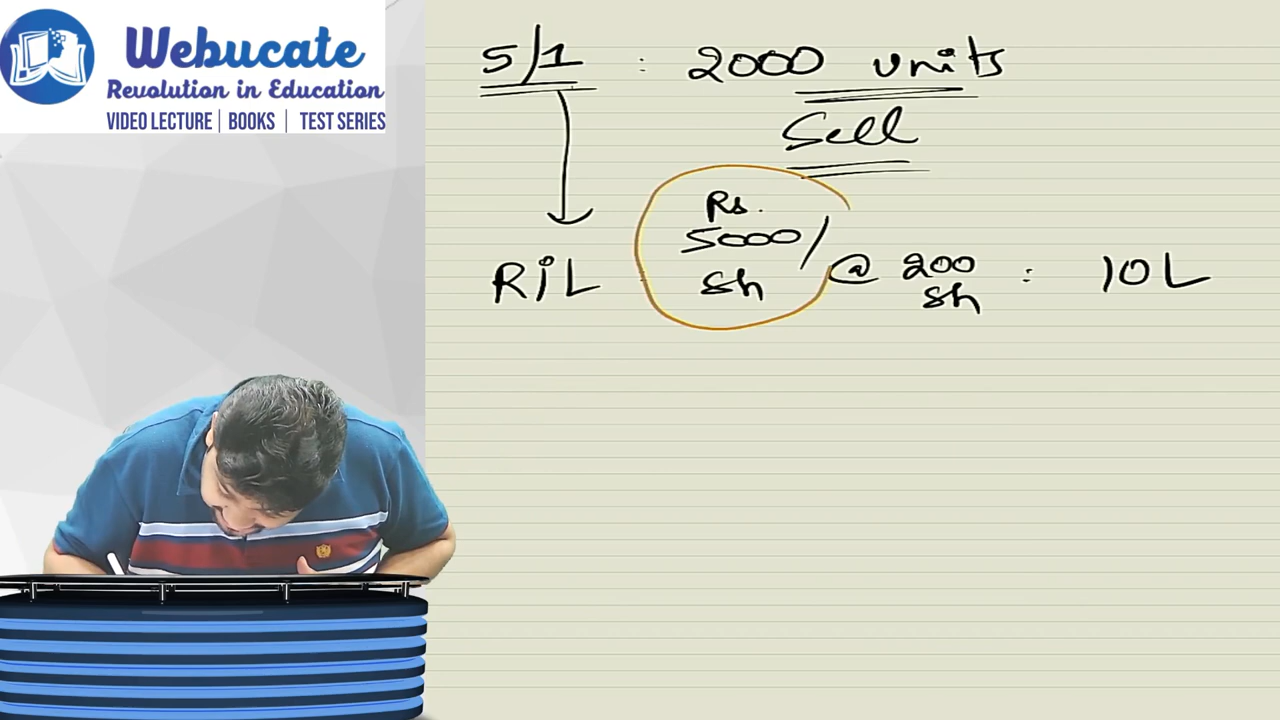 Webucate
Revolution in Education
VIDEO LECTURE | BOOKS | TEST SERIES
5/1 : 2000 units
Sell
Rs.
5000/
RIL : sh @ 200 sh : 10L